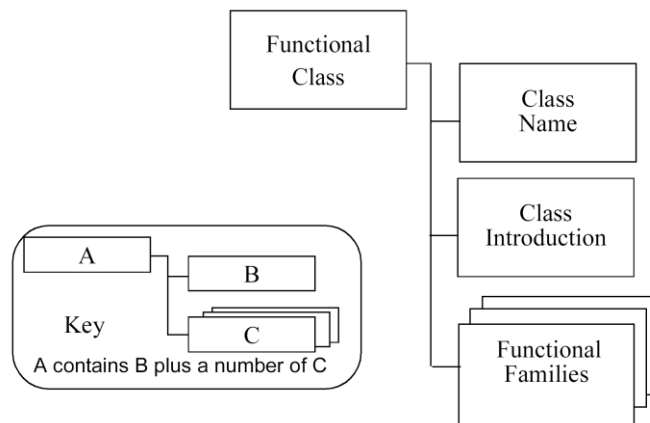 Functional
Class
Class
Name
Class
Introduction
Functional
Families
A
B
Key
C
A contains B plus a number of C